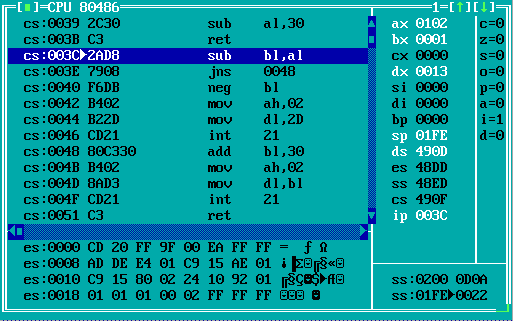 [■]=CPU 80486 1=[↑][↓]
cs:0039 2C30 sub al,30
cs:003B C3 ret
cs:003C►2AD8 sub bl,al
cs:003E 7908 jns 0048
cs:0040 F6DB neg bl
cs:0042 B402 mov ah,02
cs:0044 B22D mov dl,2D
cs:0046 CD21 int 21
cs:0048 80C330 add bl,30
cs:004B B402 mov ah,02
cs:004D 8AD3 mov dl,bl
cs:004F CD21 int 21
cs:0051 C3 ret
ax 0102 c=0
bx 0001 z=0
cx 0000 s=0
dx 0013 o=0
si 0000 p=0
di 0000 a=0
bp 0000 i=1
sp 01FE d=0
ds 490D
es 48DD
ss 48ED
cs 490F
ip 003C
es:0000 CD 20 FF 9F 00 EA FF FF = ƒ Ω
es:0008 AD DE E4 01 C9 15 AE 01 ¡▐Σ☺╔§«☺
es:0010 C9 15 80 02 24 10 92 01 ╔§Ç☻$►Æ☺
es:0018 01 01 01 00 02 FF FF FF ☺☺☺ ☻
ss:0200 0D0A
ss:01FE►0022